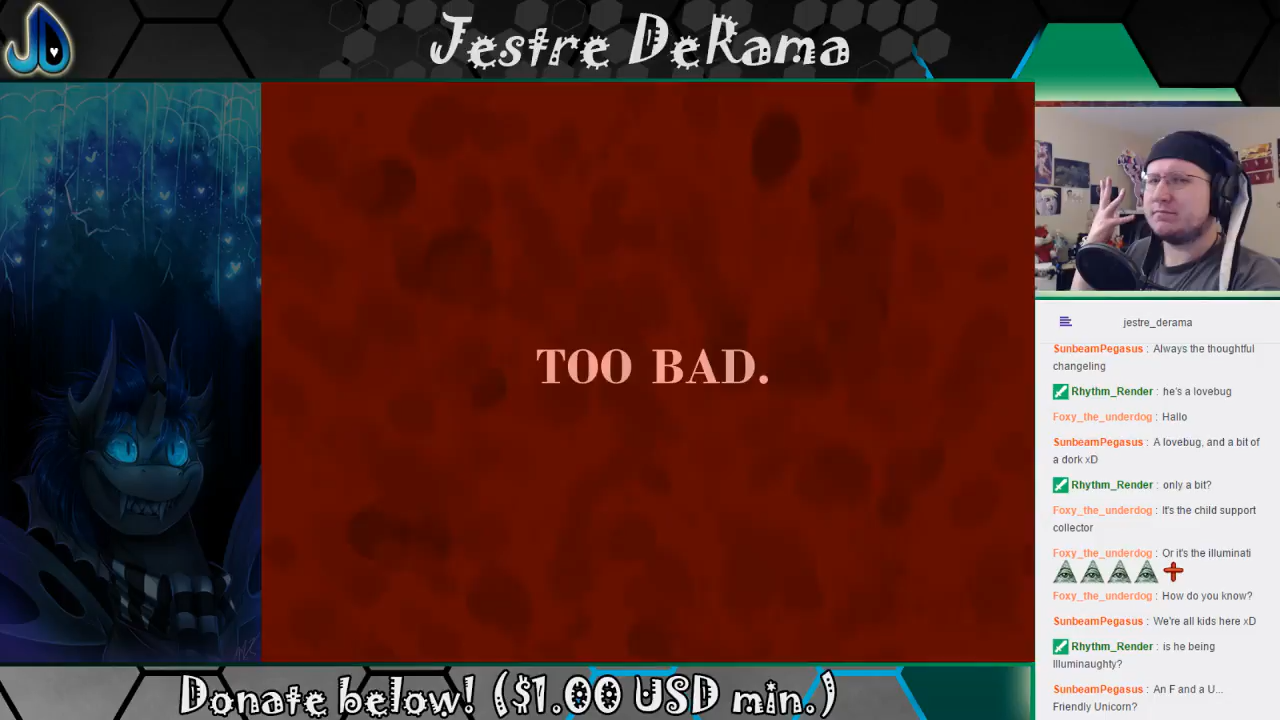 JD
Jestre DeRama
TOO BAD.
jestre_derama
SunbeamPegasus : Always the thoughtful
changeling
Rhythm_Render : he's a lovebug
Foxy_the_underdog : Hallo
SunbeamPegasus : A lovebug, and a bit of
a dork xD
Rhythm_Render : only a bit?
Foxy_the_underdog : It's the child support
collector
Foxy_the_underdog : Or it's the illuminati
Foxy_the_underdog : How do you know?
SunbeamPegasus : We're all kids here xD
Rhythm_Render : is he being
Illuminaughty?
SunbeamPegasus : An F and a U...
Friendly Unicorn?
Donate below! ($1.00 USD min.)